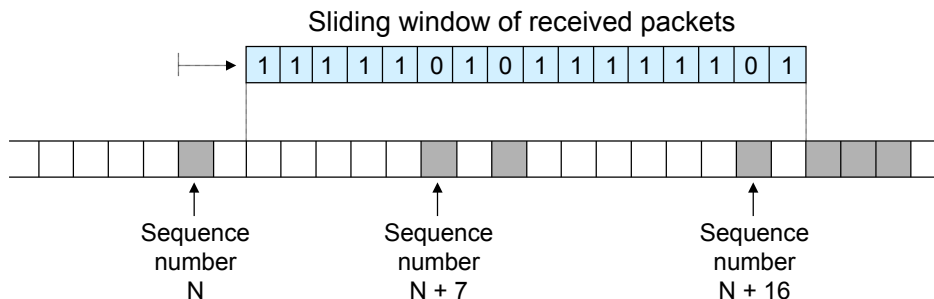 Sliding window of received packets
1 1 1 1 1 0 1 0 1 1 1 1 1 1 0 1
Sequence number N
Sequence number N + 7
Sequence number N + 16